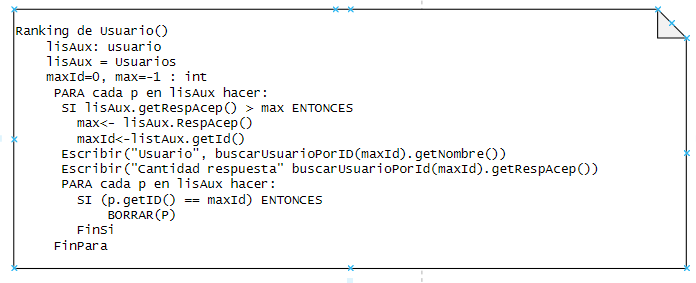 Ranking de Usuario()
lisAux: usuario
lisAux = Usuarios
maxId=0, max=-1 : int
PARA cada p en lisAux hacer:
SI lisAux.getRespAcep() > max ENTONCES
max<- lisAux.RespAcep()
maxId<-listAux.getId()
Escribir("Usuario", buscarUsuarioPorID(maxId).getNombre())
Escribir("Cantidad respuesta" buscarUsuarioPorId(maxId).getRespAcep())
PARA cada p en lisAux hacer:
SI (p.getID() == maxId) ENTONCES
BORRAR(P)
FinSi
FinPara